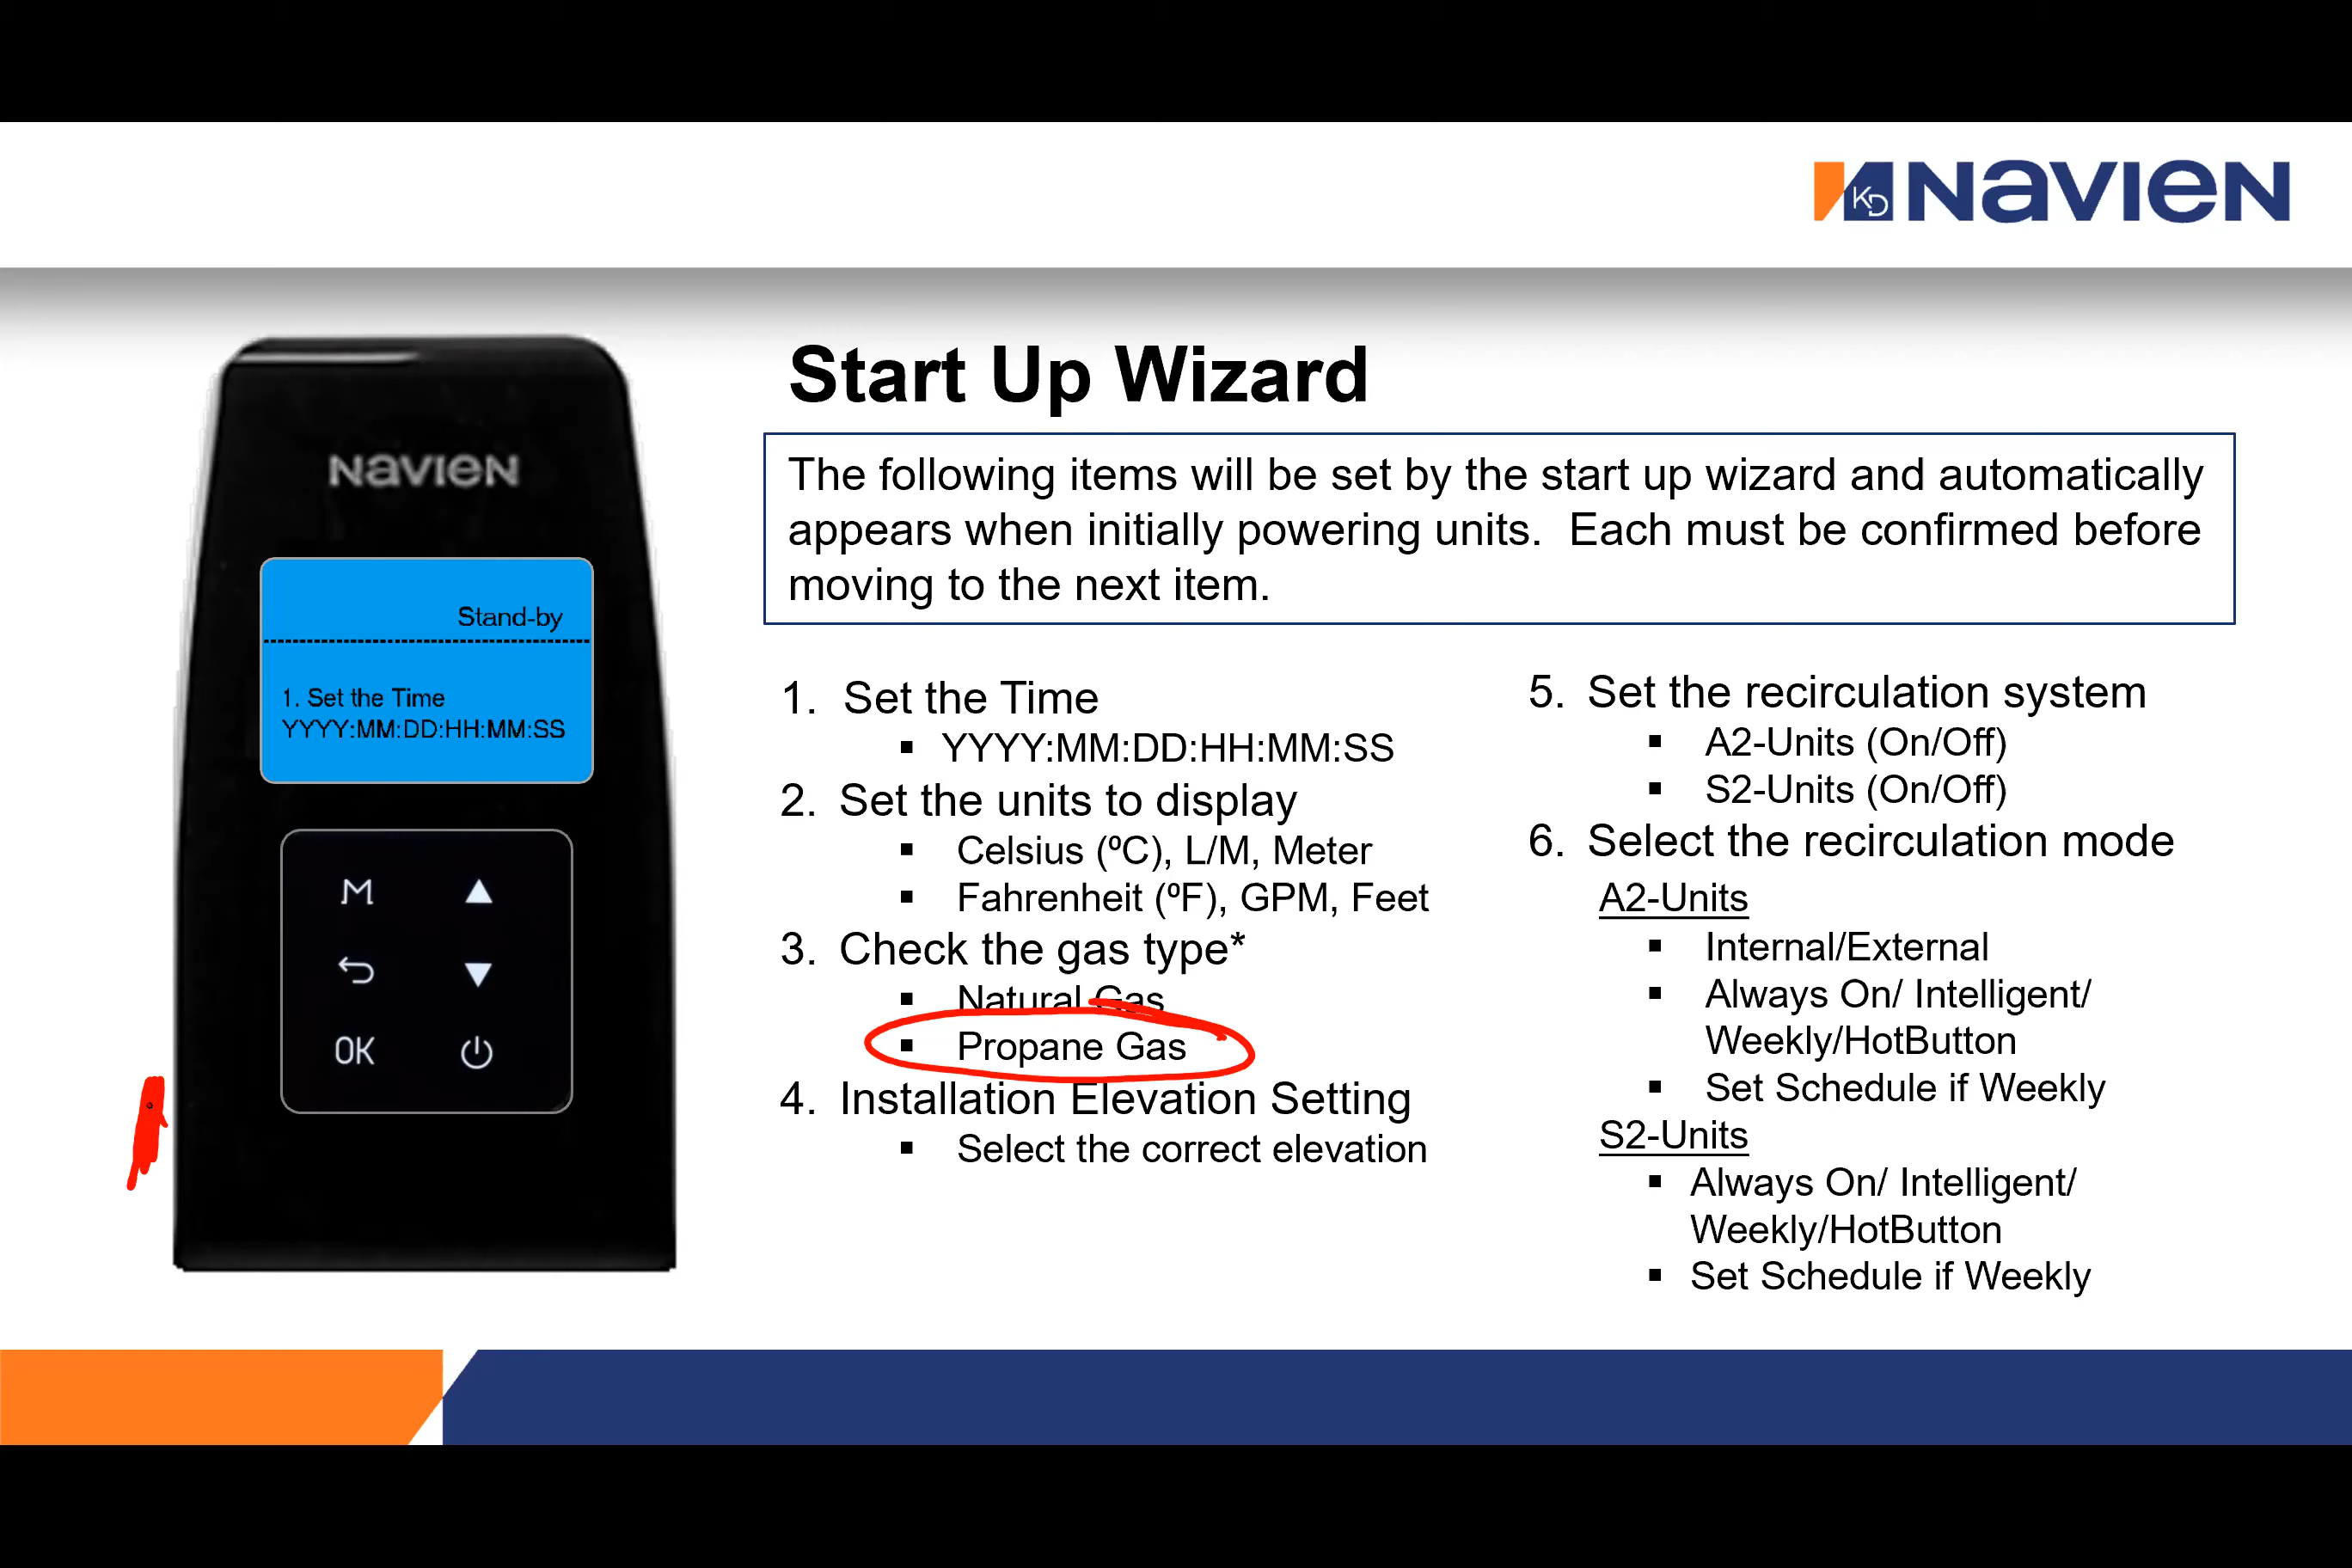 KD NAVIEN
NAVIEN
Stand-by
1. Set the Time
YYYY:MM:DD:HH:MM:SS
M
OK
Start Up Wizard
The following items will be set by the start up wizard and automatically
appears when initially powering units.  Each must be confirmed before
moving to the next item.
1. Set the Time
▪ YYYY:MM:DD:HH:MM:SS
2. Set the units to display
▪ Celsius (ºC), L/M, Meter
▪ Fahrenheit (ºF), GPM, Feet
3. Check the gas type*
▪ Natural Gas
▪ Propane Gas
4. Installation Elevation Setting
▪ Select the correct elevation
5. Set the recirculation system
▪ A2-Units (On/Off)
▪ S2-Units (On/Off)
6. Select the recirculation mode
A2-Units
▪ Internal/External
▪ Always On/ Intelligent/
Weekly/HotButton
▪ Set Schedule if Weekly
S2-Units
▪ Always On/ Intelligent/
Weekly/HotButton
▪ Set Schedule if Weekly